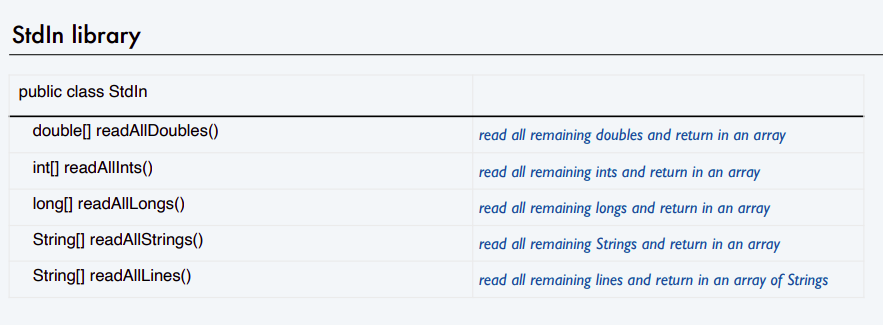 StdIn library
public class StdIn
double[] readAllDoubles() read all remaining doubles and return in an array
int[] readAllInts() read all remaining ints and return in an array
long[] readAllLongs() read all remaining longs and return in an array
String[] readAllStrings() read all remaining Strings and return in an array
String[] readAllLines() read all remaining lines and return in an array of Strings